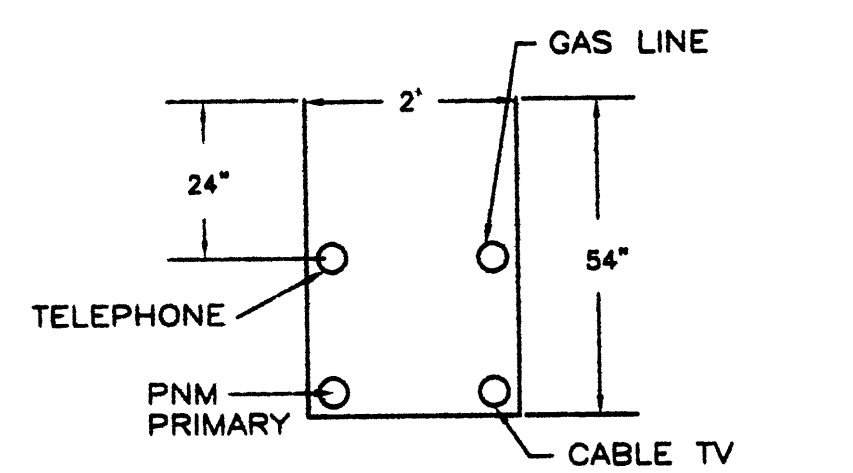 GAS LINE
2'
24"
54"
TELEPHONE
PNM
PRIMARY
CABLE TV